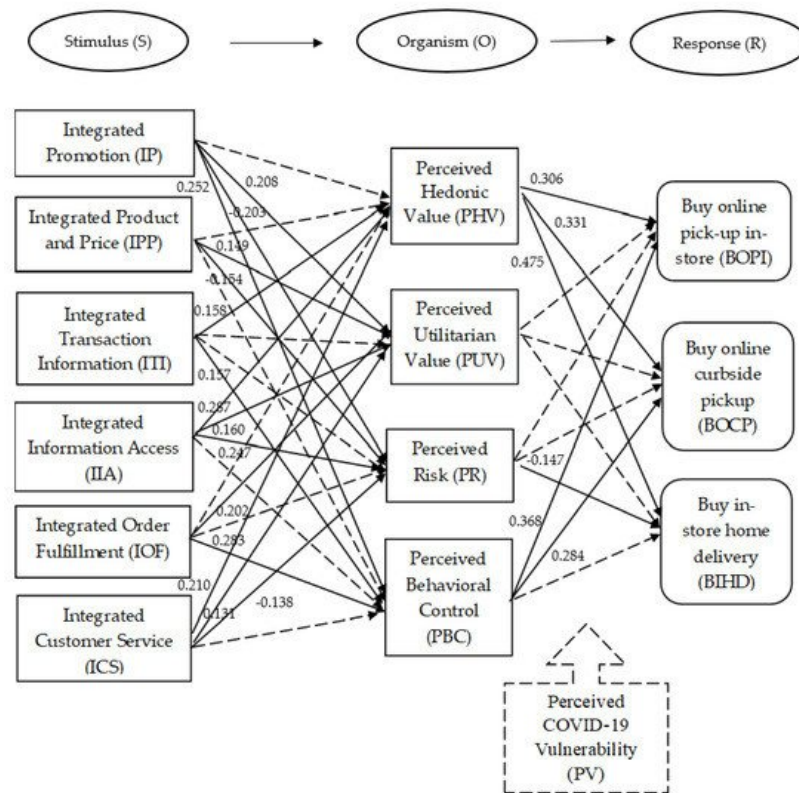 Stimulus (S)
Organism (O)
Response (R)
Integrated
Promotion (IP)
Integrated Product
and Price (IPP)
Integrated
Transaction
Information (ITI)
Integrated
Information Access
(IIA)
Integrated Order
Fulfillment (IOF)
Integrated
Customer Service
(ICS)
0.252
0.208
-0.203
0.149
-0.154
-0.154
0.158
0.157
0.287
0.160
0.247
0.202
0.283
0.210
0.131
-0.138
Perceived
Hedonic
Value (PHV)
Perceived
Utilitarian
Value (PUV)
Perceived
Risk (PR)
Perceived
Behavioral
Control
(PBC)
0.306
0.331
0.475
-0.147
0.368
0.284
Buy online
pick-up in-
store (BOPI)
Buy online
curbside
pickup
(BOCP)
Buy in-
store home
delivery
(BIHD)
Perceived
COVID-19
Vulnerability
(PV)